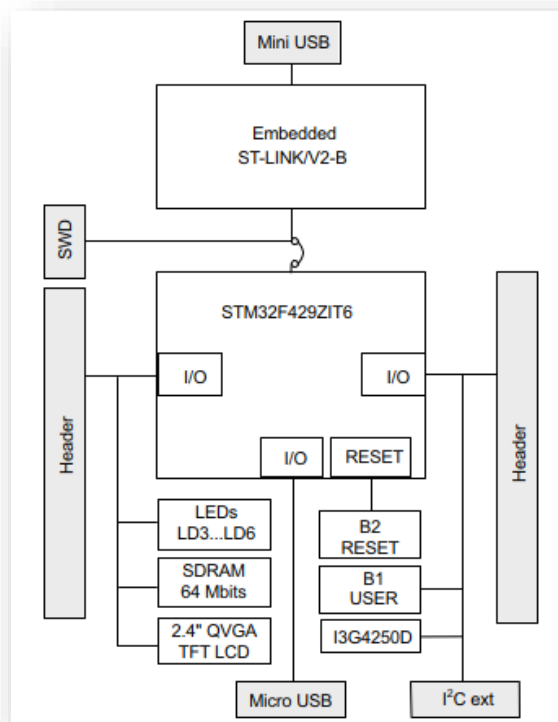 Mini USB
Embedded
ST-LINK/V2-B
SWD
STM32F429ZIT6
I/O
I/O
Header
Header
I/O
RESET
LEDs
LD3...LD6
B2
RESET
SDRAM
64 Mbits
B1
USER
2.4" QVGA
TFT LCD
I3G4250D
Micro USB
I²C ext